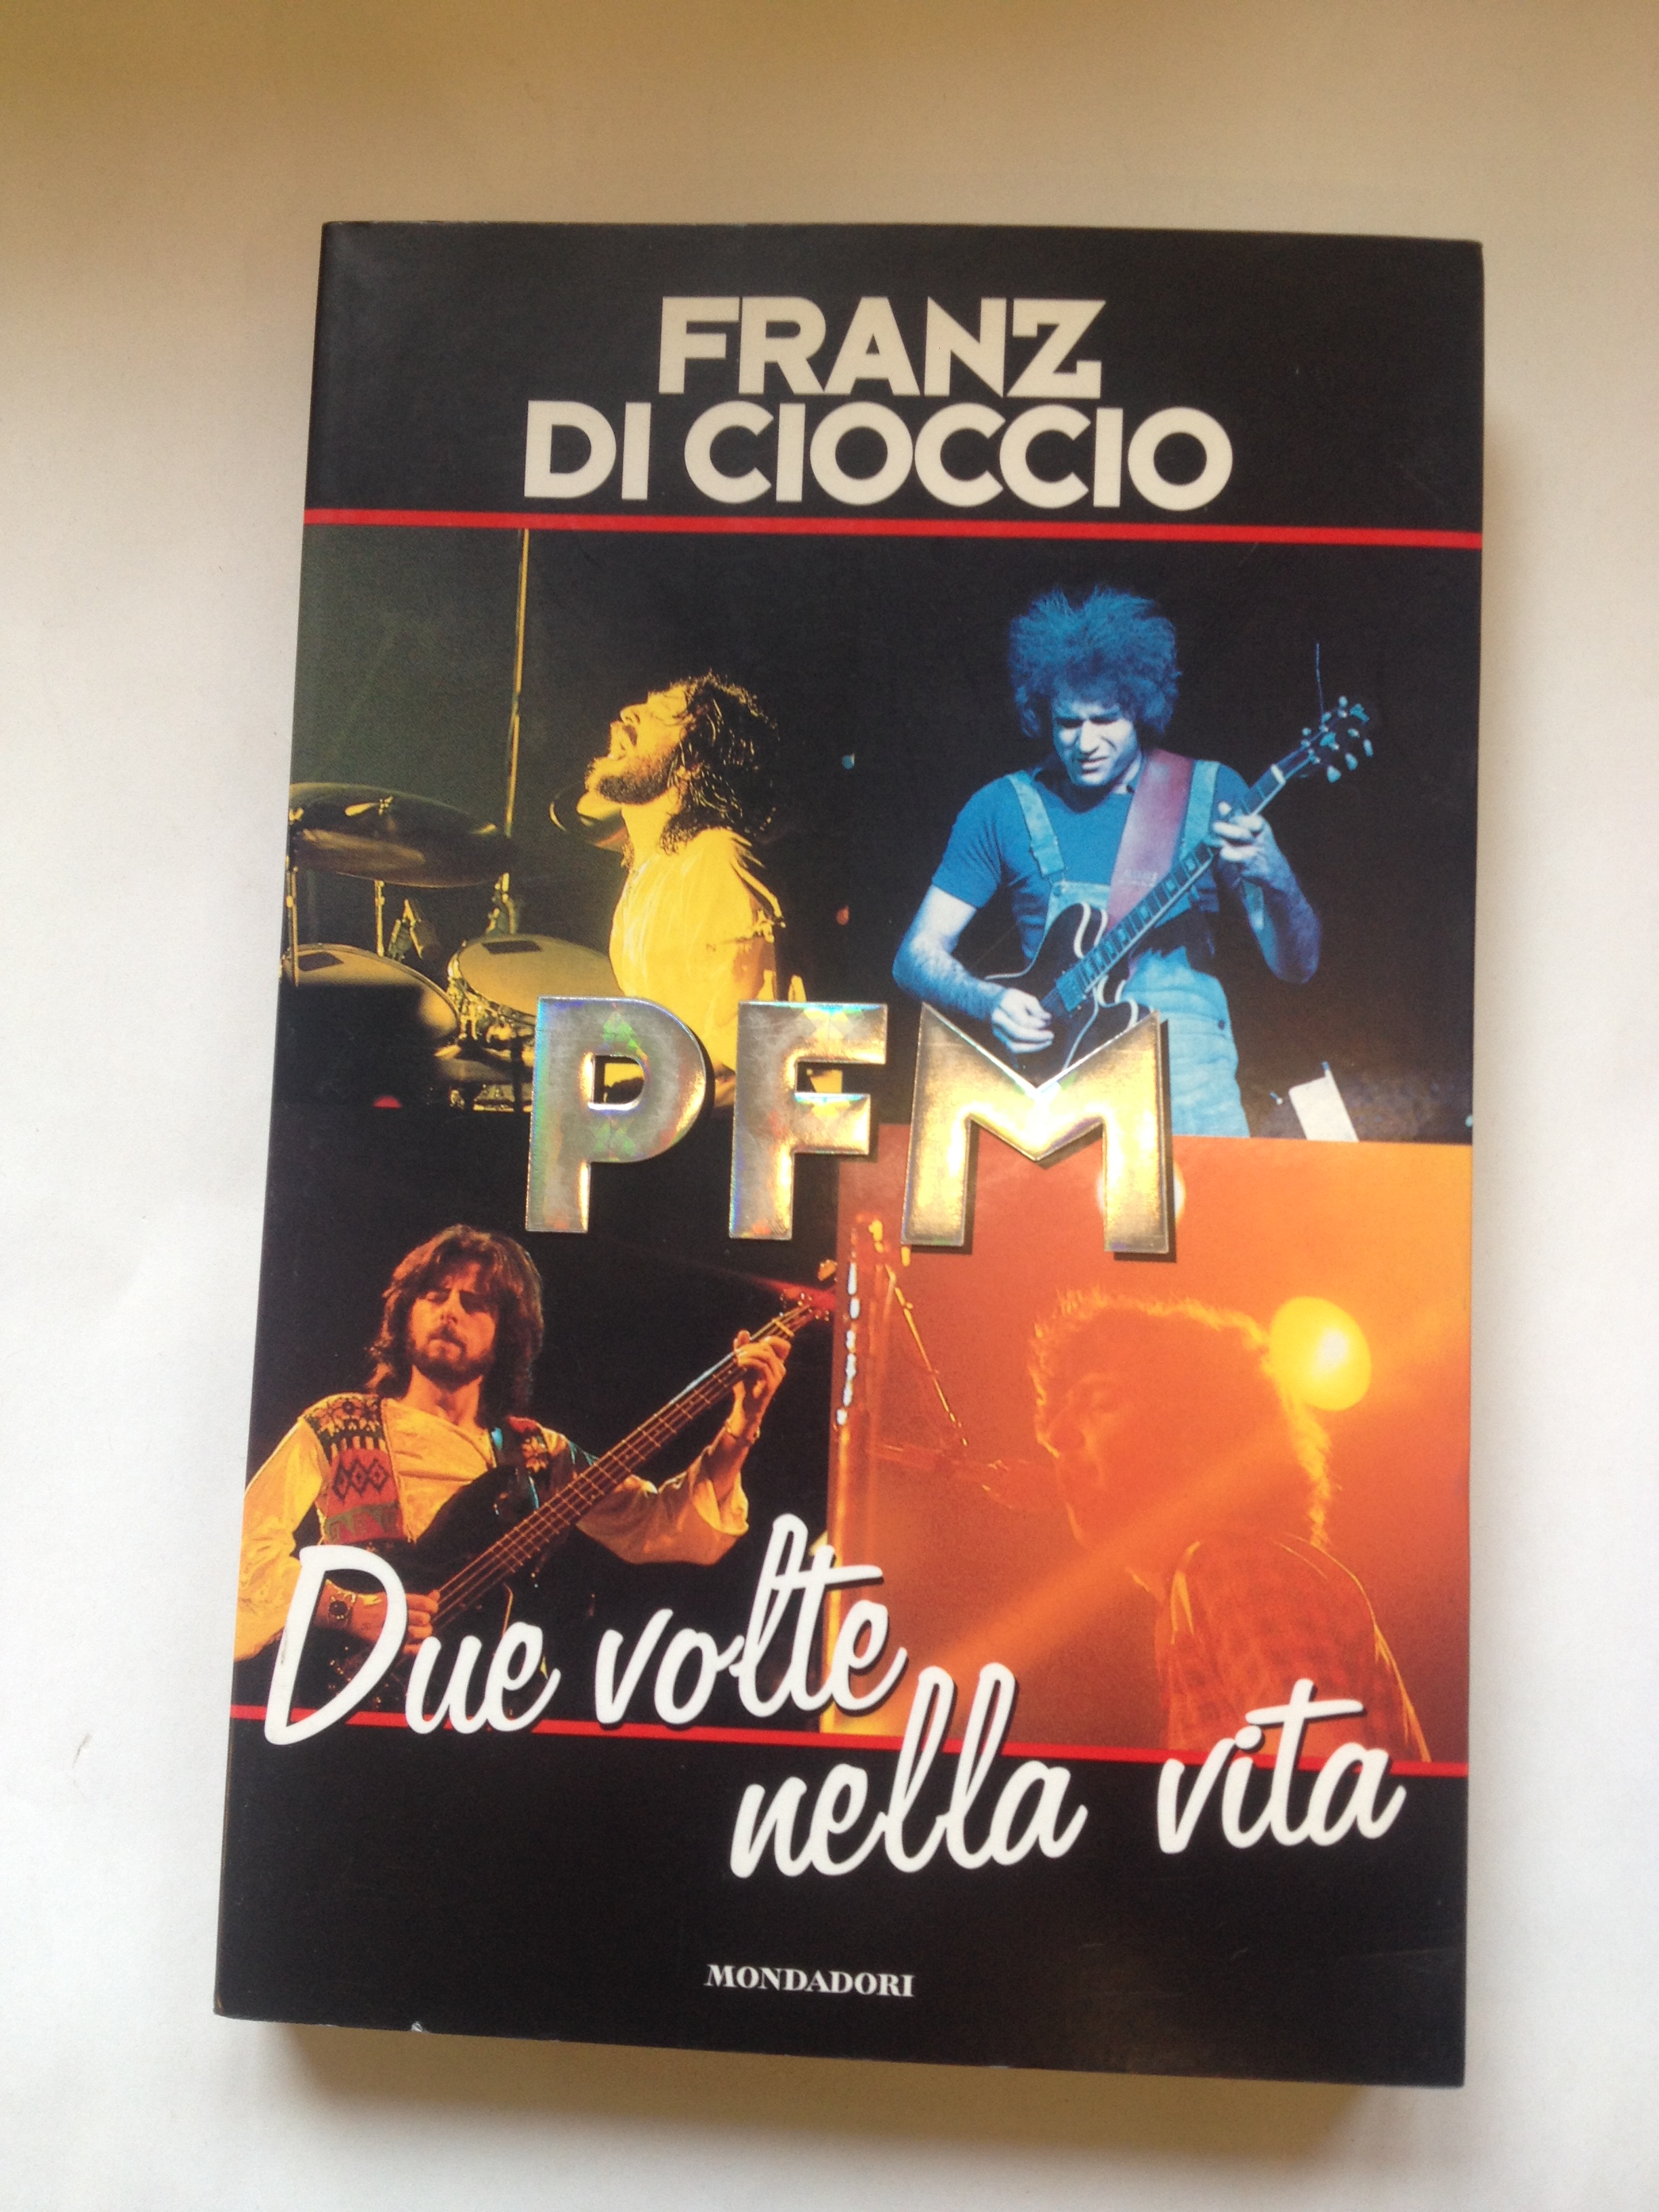 FRANZ
DI CIOCCIO
PFM
Due volte
nella vita
MONDADORI